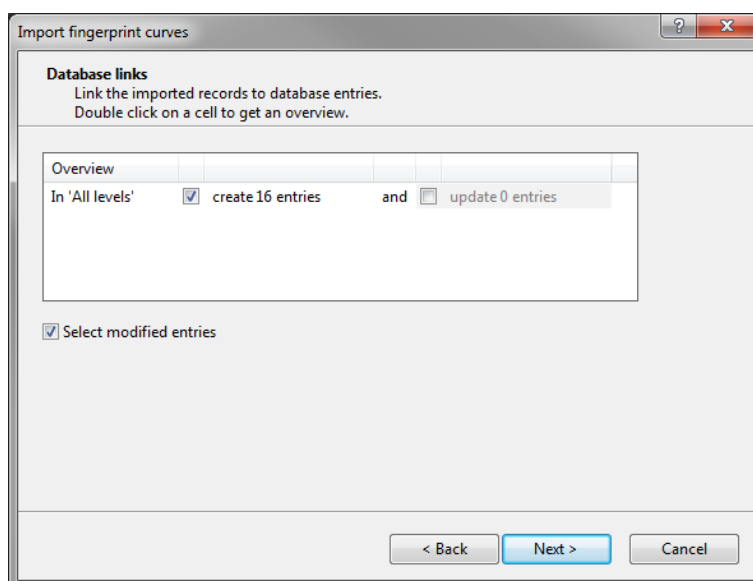 Import fingerprint curves
?
X
Database links
Link the imported records to database entries.
Double click on a cell to get an overview.
Overview
In 'All levels' create 16 entries and update 0 entries
Select modified entries
< Back Next > Cancel